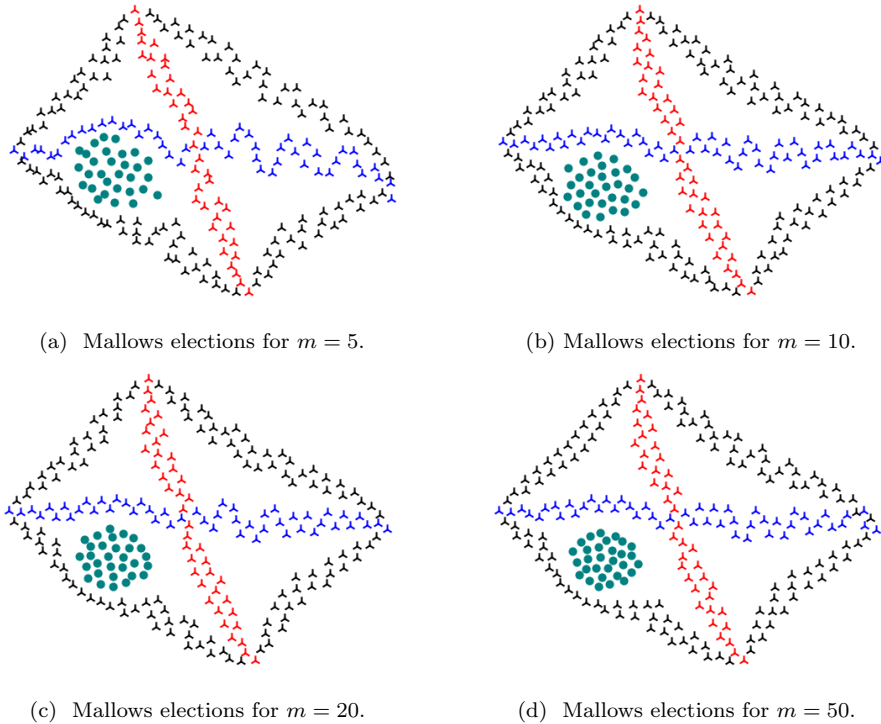 (a) Mallows elections for m = 5.
(b) Mallows elections for m = 10.
(c) Mallows elections for m = 20.
(d) Mallows elections for m = 50.